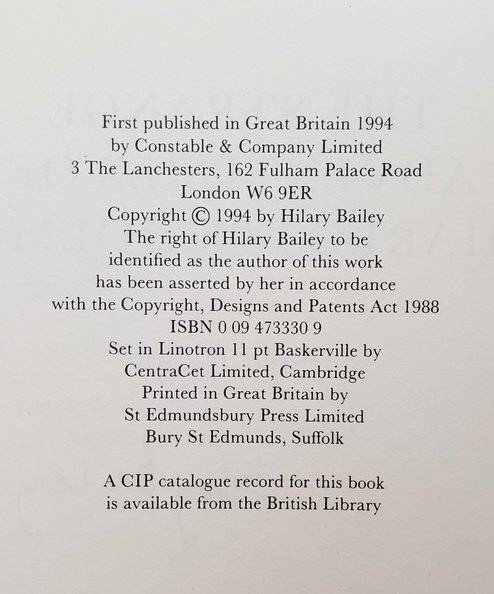 First published in Great Britain 1994
by Constable & Company Limited
3 The Lanchesters, 162 Fulham Palace Road
London W6 9ER
Copyright © 1994 by Hilary Bailey
The right of Hilary Bailey to be
identified as the author of this work
has been asserted by her in accordance
with the Copyright, Designs and Patents Act 1988
ISBN 0 09 473330 9
Set in Linotron 11 pt Baskerville by
CentraCet Limited, Cambridge
Printed in Great Britain by
St Edmundsbury Press Limited
Bury St Edmunds, Suffolk
A CIP catalogue record for this book
is available from the British Library